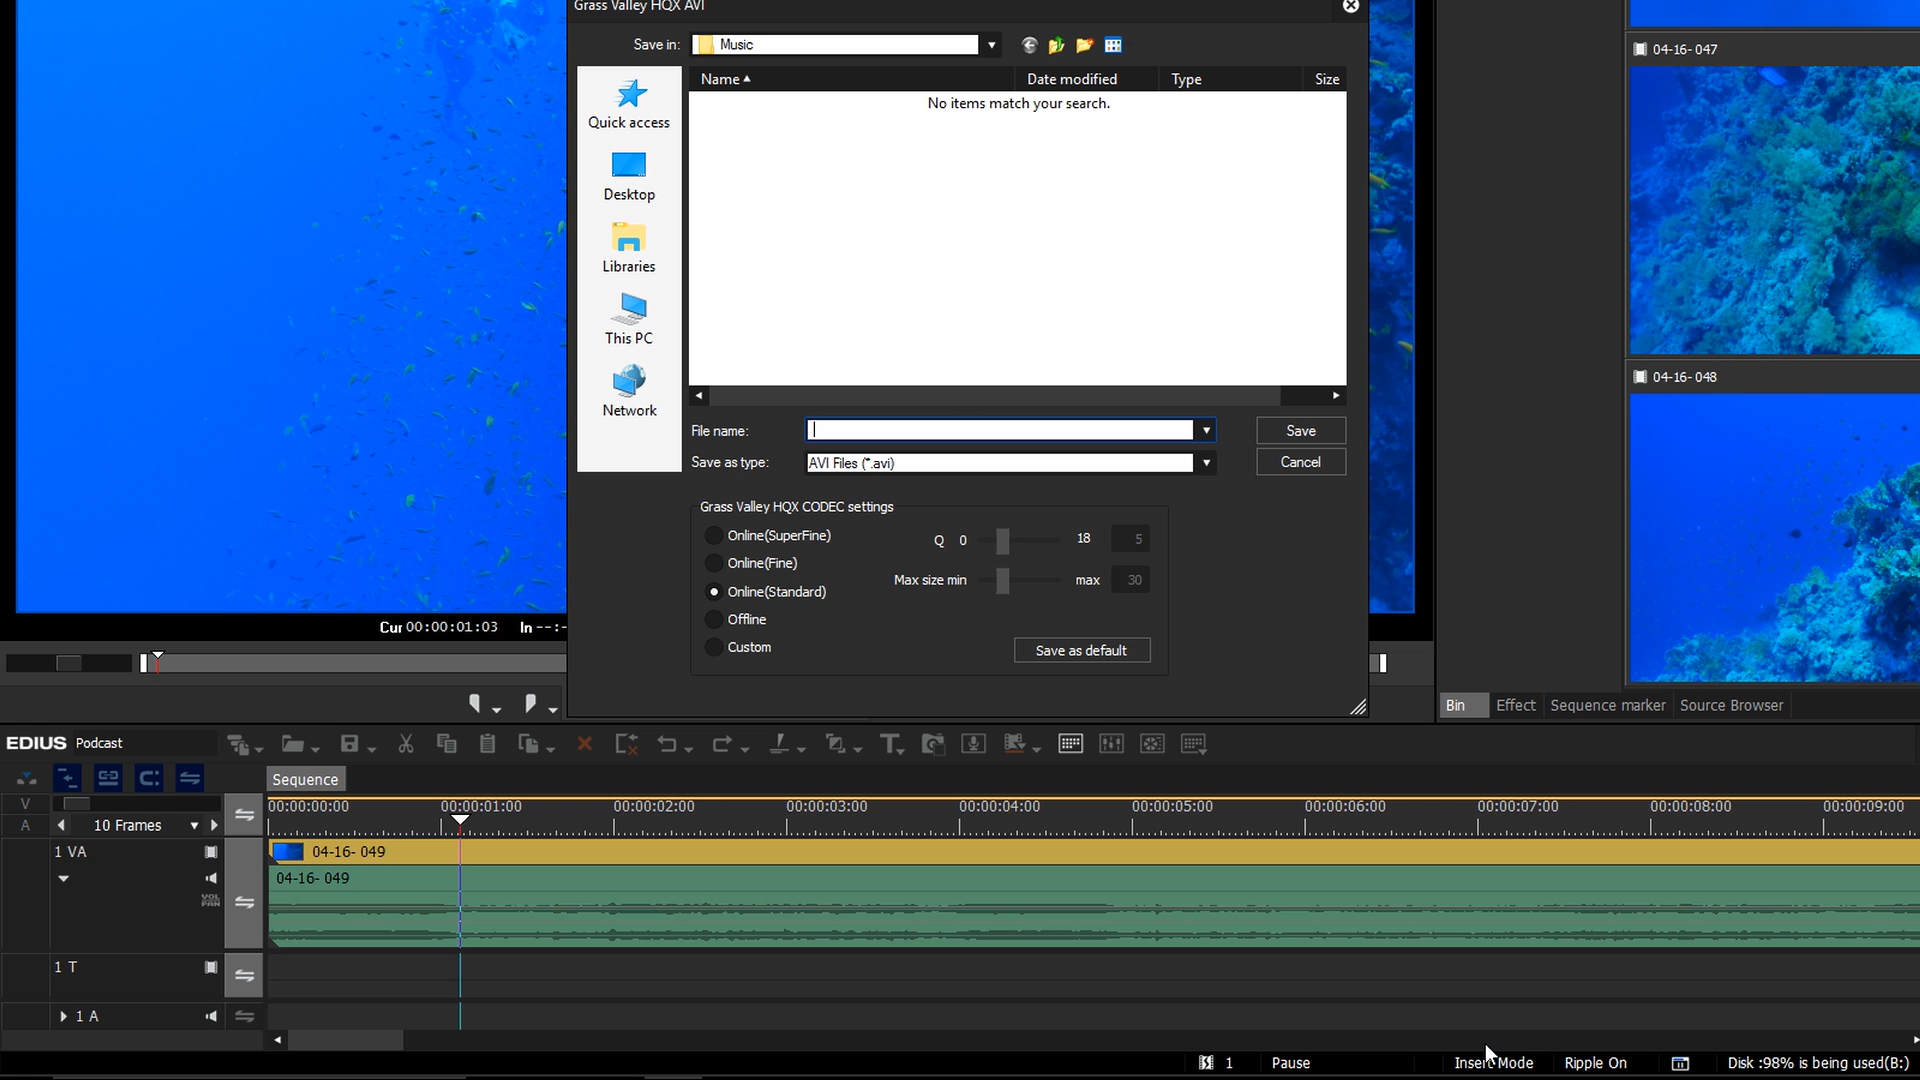 Grass Valley HQX AVI
Save in:
Music
Name
Date modified
Type
Size
No items match your search.
Quick access
Desktop
Libraries
This PC
Network
File name:
Save
Save as type:
AVI Files (*.avi)
Cancel
Grass Valley HQX CODEC settings
Online(SuperFine)
Online(Fine)
Online(Standard)
Offline
Custom
Q 0 18 5
Max size min max 30
Save as default
04-16- 047
04-16- 048
Cur 00:00:01:03 In --:-
Bin
Effect
Sequence marker
Source Browser
EDIUS Podcast
Sequence
V
A
10 Frames
00:00:00:00 00:00:01:00 00:00:02:00 00:00:03:00 00:00:04:00 00:00:05:00 00:00:06:00 00:00:07:00 00:00:08:00 00:00:09:00
1 VA
04-16- 049
04-16- 049
VOL
PAN
1 T
1 A
1
Pause
Insert Mode
Ripple On
Disk :98% is being used(B:)